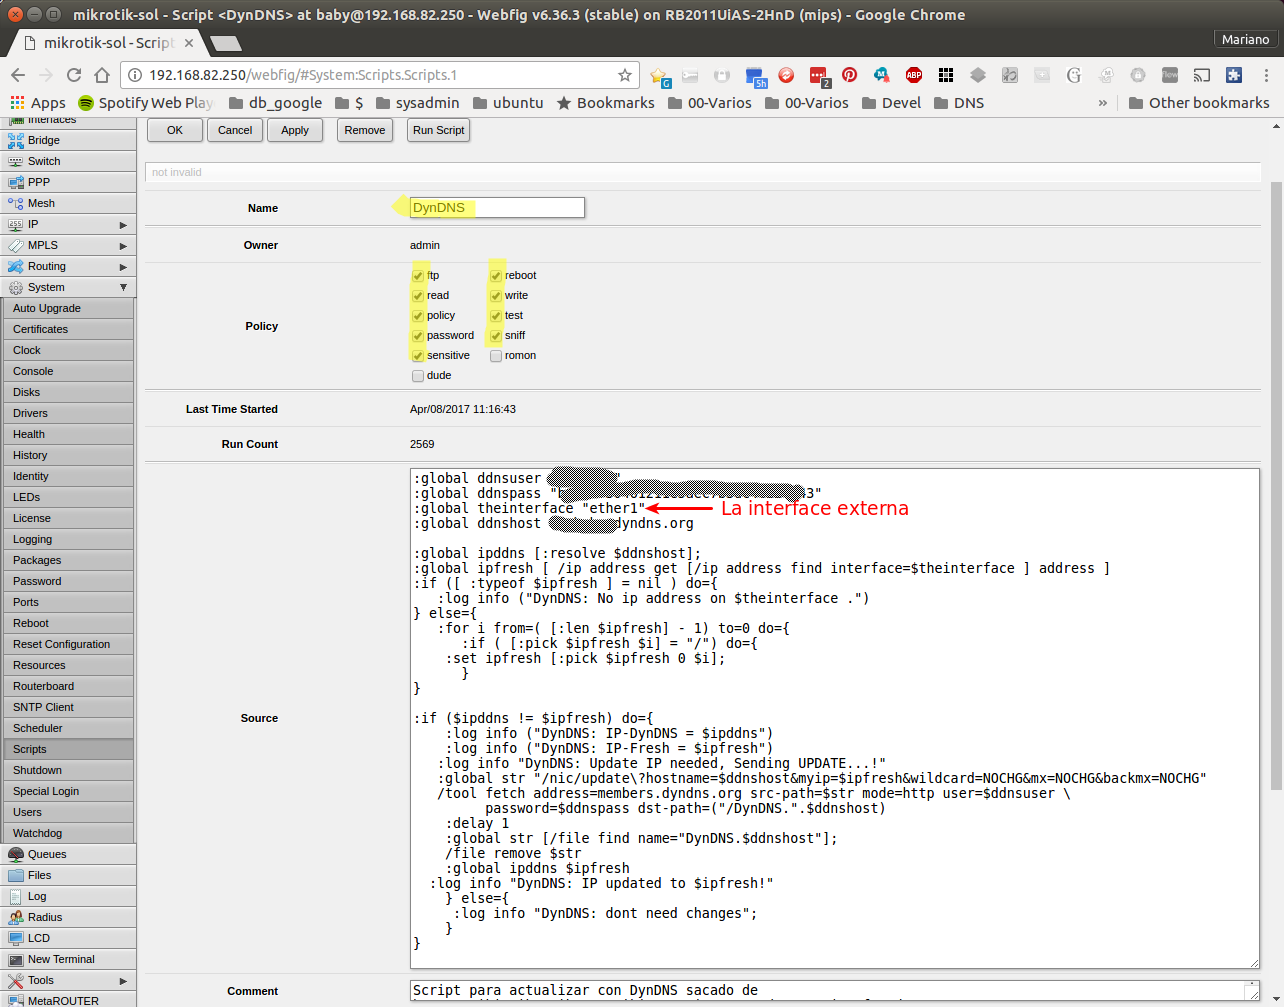 mikrotik-sol - Script <DynDNS> at baby@192.168.82.250 - Webfig v6.36.3 (stable) on RB2011UiAS-2HnD (mips) - Google Chrome
mikrotik-sol - Script
Mariano
192.168.82.250/webfig/#System:Scripts.Scripts.1
G
5h
2
ABP
flow
Apps
Spotify Web Play
db_google
$
sysadmin
ubuntu
Bookmarks
00-Varios
00-Varios
Devel
DNS
»
Other bookmarks
Interfaces
Bridge
Switch
PPP
Mesh
IP
MPLS
Routing
System
Auto Upgrade
Certificates
Clock
Console
Disks
Drivers
Health
History
Identity
LEDs
License
Logging
Packages
Password
Ports
Reboot
Reset Configuration
Resources
Routerboard
SNTP Client
Scheduler
Scripts
Shutdown
Special Login
Users
Watchdog
Queues
Files
Log
Radius
LCD
New Terminal
Tools
MetaROUTER
OK Cancel Apply Remove Run Script
not invalid
Name DynDNS
Owner admin
Policy
ftp reboot
read write
policy test
password sniff
sensitive romon
dude
Last Time Started Apr/08/2017 11:16:43
Run Count 2569
Source
:global ddnsuser "
:global ddnspass " 3"
:global theinterface "ether1" La interface externa
:global ddnshost dyndns.org
:global ipddns [:resolve $ddnshost];
:global ipfresh [ /ip address get [/ip address find interface=$theinterface ] address ]
:if ([ :typeof $ipfresh ] = nil ) do={
:log info ("DynDNS: No ip address on $theinterface .")
} else={
:for i from=( [:len $ipfresh] - 1) to=0 do={
:if ( [:pick $ipfresh $i] = "/") do={
:set ipfresh [:pick $ipfresh 0 $i];
}
}
:if ($ipddns != $ipfresh) do={
:log info ("DynDNS: IP-DynDNS = $ipddns")
:log info ("DynDNS: IP-Fresh = $ipfresh")
:log info "DynDNS: Update IP needed, Sending UPDATE...!"
:global str "/nic/update\?hostname=$ddnshost&myip=$ipfresh&wildcard=NOCHG&mx=NOCHG&backmx=NOCHG"
/tool fetch address=members.dyndns.org src-path=$str mode=http user=$ddnsuser \
password=$ddnspass dst-path=("/DynDNS.".$ddnshost)
:delay 1
:global str [/file find name="DynDNS.$ddnshost"];
/file remove $str
:global ipddns $ipfresh
:log info "DynDNS: IP updated to $ipfresh!"
} else={
:log info "DynDNS: dont need changes";
}
}
Comment
Script para actualizar con DynDNS sacado de